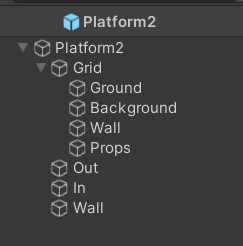 Platform2
Platform2
Grid
Ground
Background
Wall
Props
Out
In
Wall